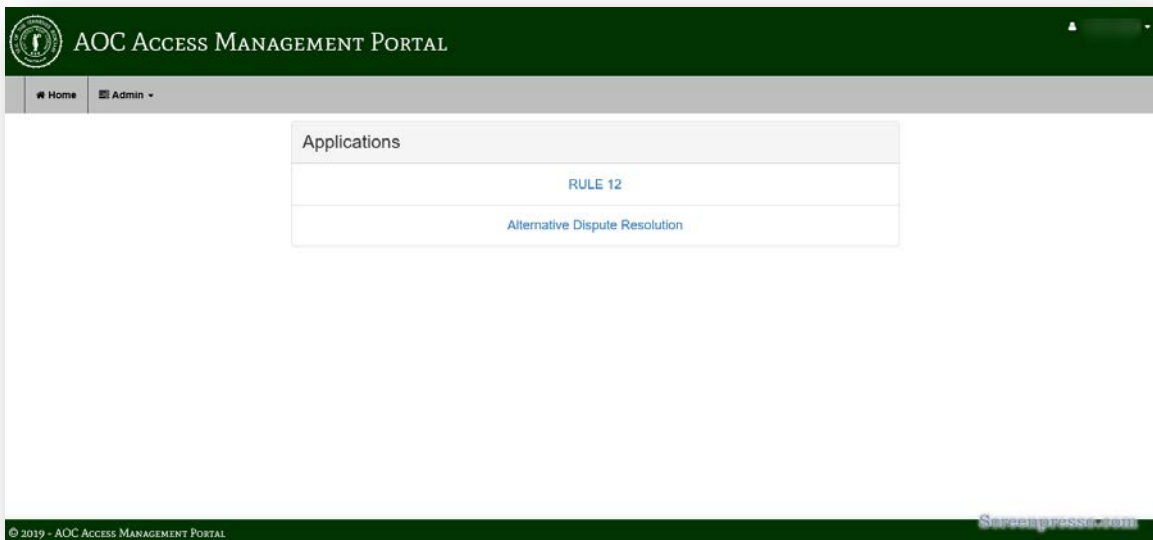 AOC Access Management Portal
Home Admin
Applications
RULE 12
Alternative Dispute Resolution
© 2019 - AOC Access Management Portal
Screenpresso.com